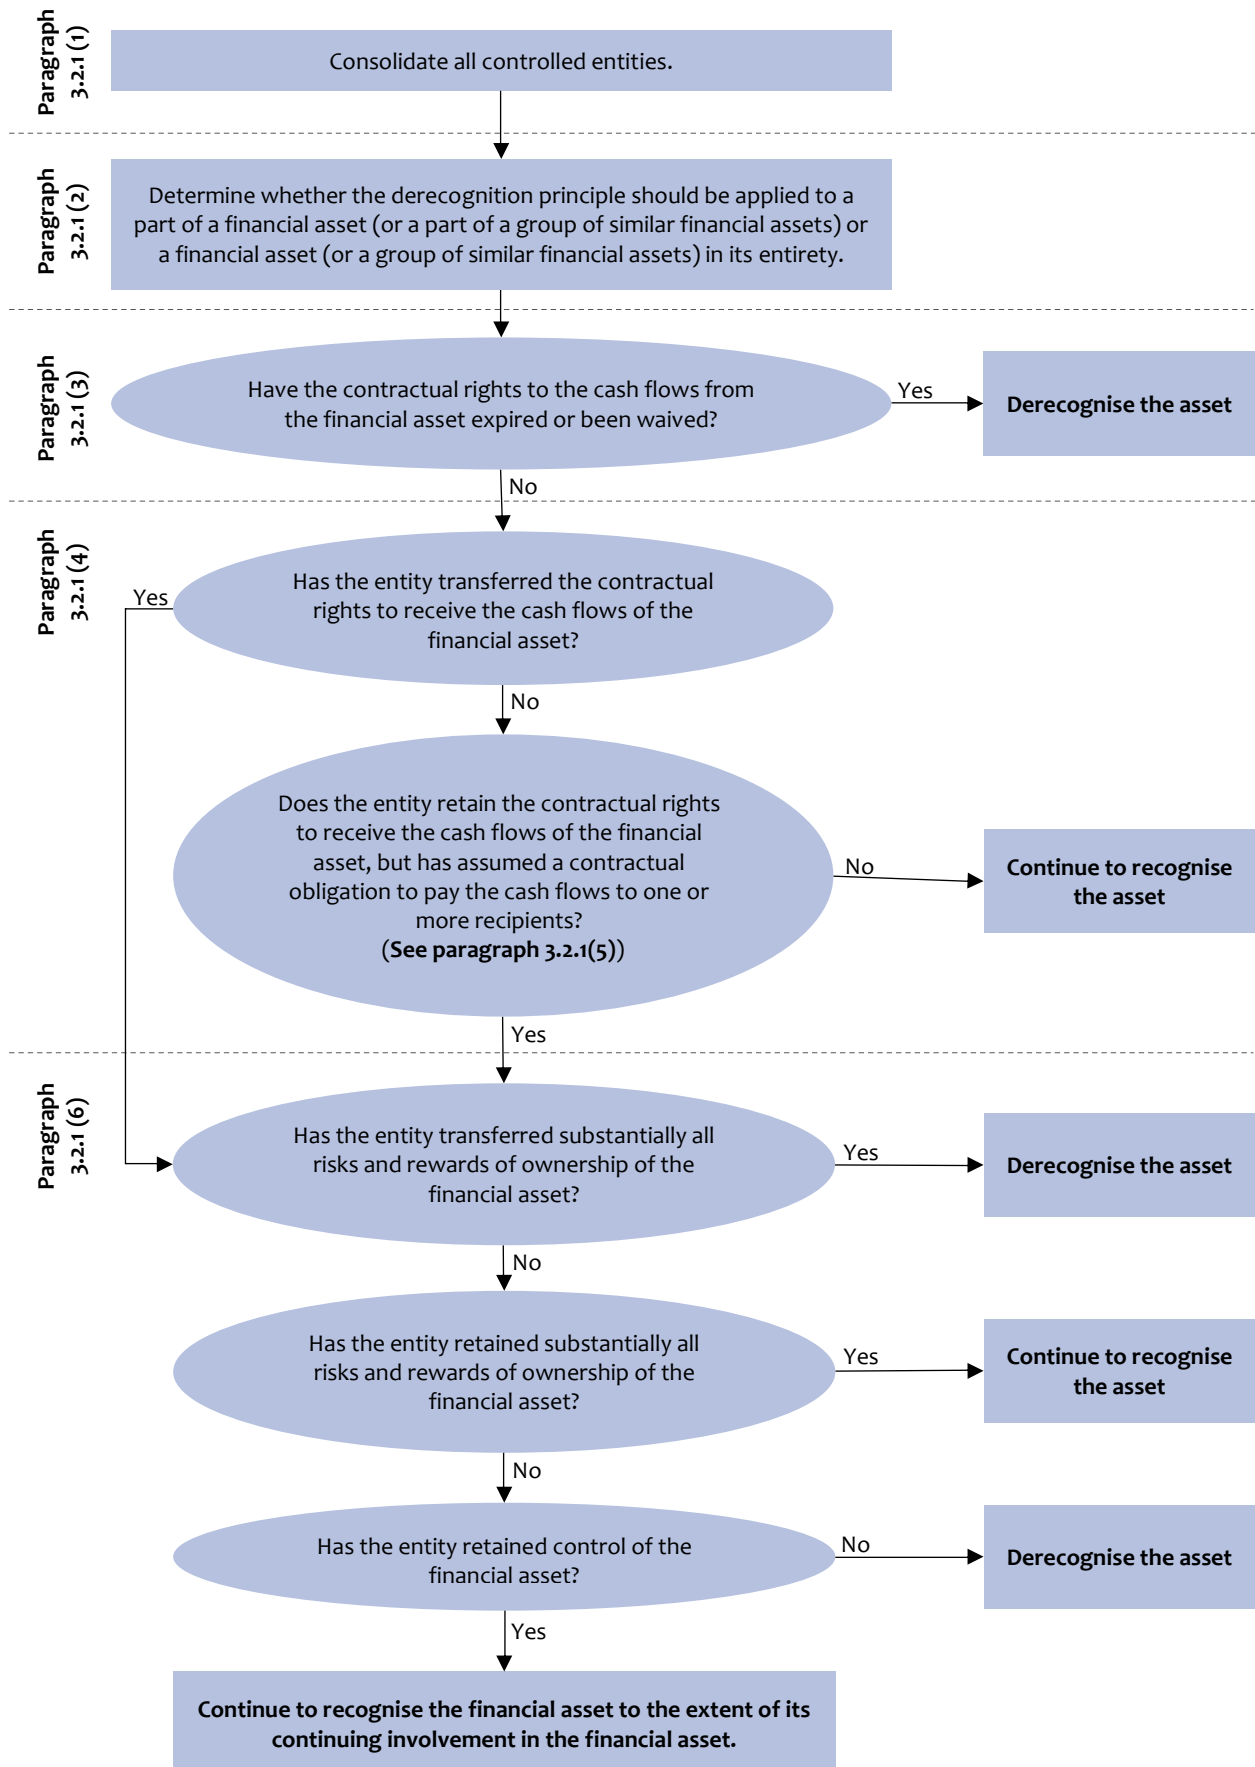 Paragraph
3.2.1 (1)
Consolidate all controlled entities.
Paragraph
3.2.1 (2)
Determine whether the derecognition principle should be applied to a
part of a financial asset (or a part of a group of similar financial assets) or
a financial asset (or a group of similar financial assets) in its entirety.
Paragraph
3.2.1 (3)
Have the contractual rights to the cash flows from
the financial asset expired or been waived?
Yes
Derecognise the asset
No
Paragraph
3.2.1 (4)
Has the entity transferred the contractual
rights to receive the cash flows of the
financial asset?
Yes
No
Does the entity retain the contractual rights
to receive the cash flows of the financial
asset, but has assumed a contractual
obligation to pay the cash flows to one or
more recipients?
(See paragraph 3.2.1(5))
No
Continue to recognise
the asset
Yes
Paragraph
3.2.1 (6)
Has the entity transferred substantially all
risks and rewards of ownership of the
financial asset?
Yes
Derecognise the asset
No
Has the entity retained substantially all
risks and rewards of ownership of the
financial asset?
Yes
Continue to recognise
the asset
No
Has the entity retained control of the
financial asset?
No
Derecognise the asset
Yes
Continue to recognise the financial asset to the extent of its
continuing involvement in the financial asset.